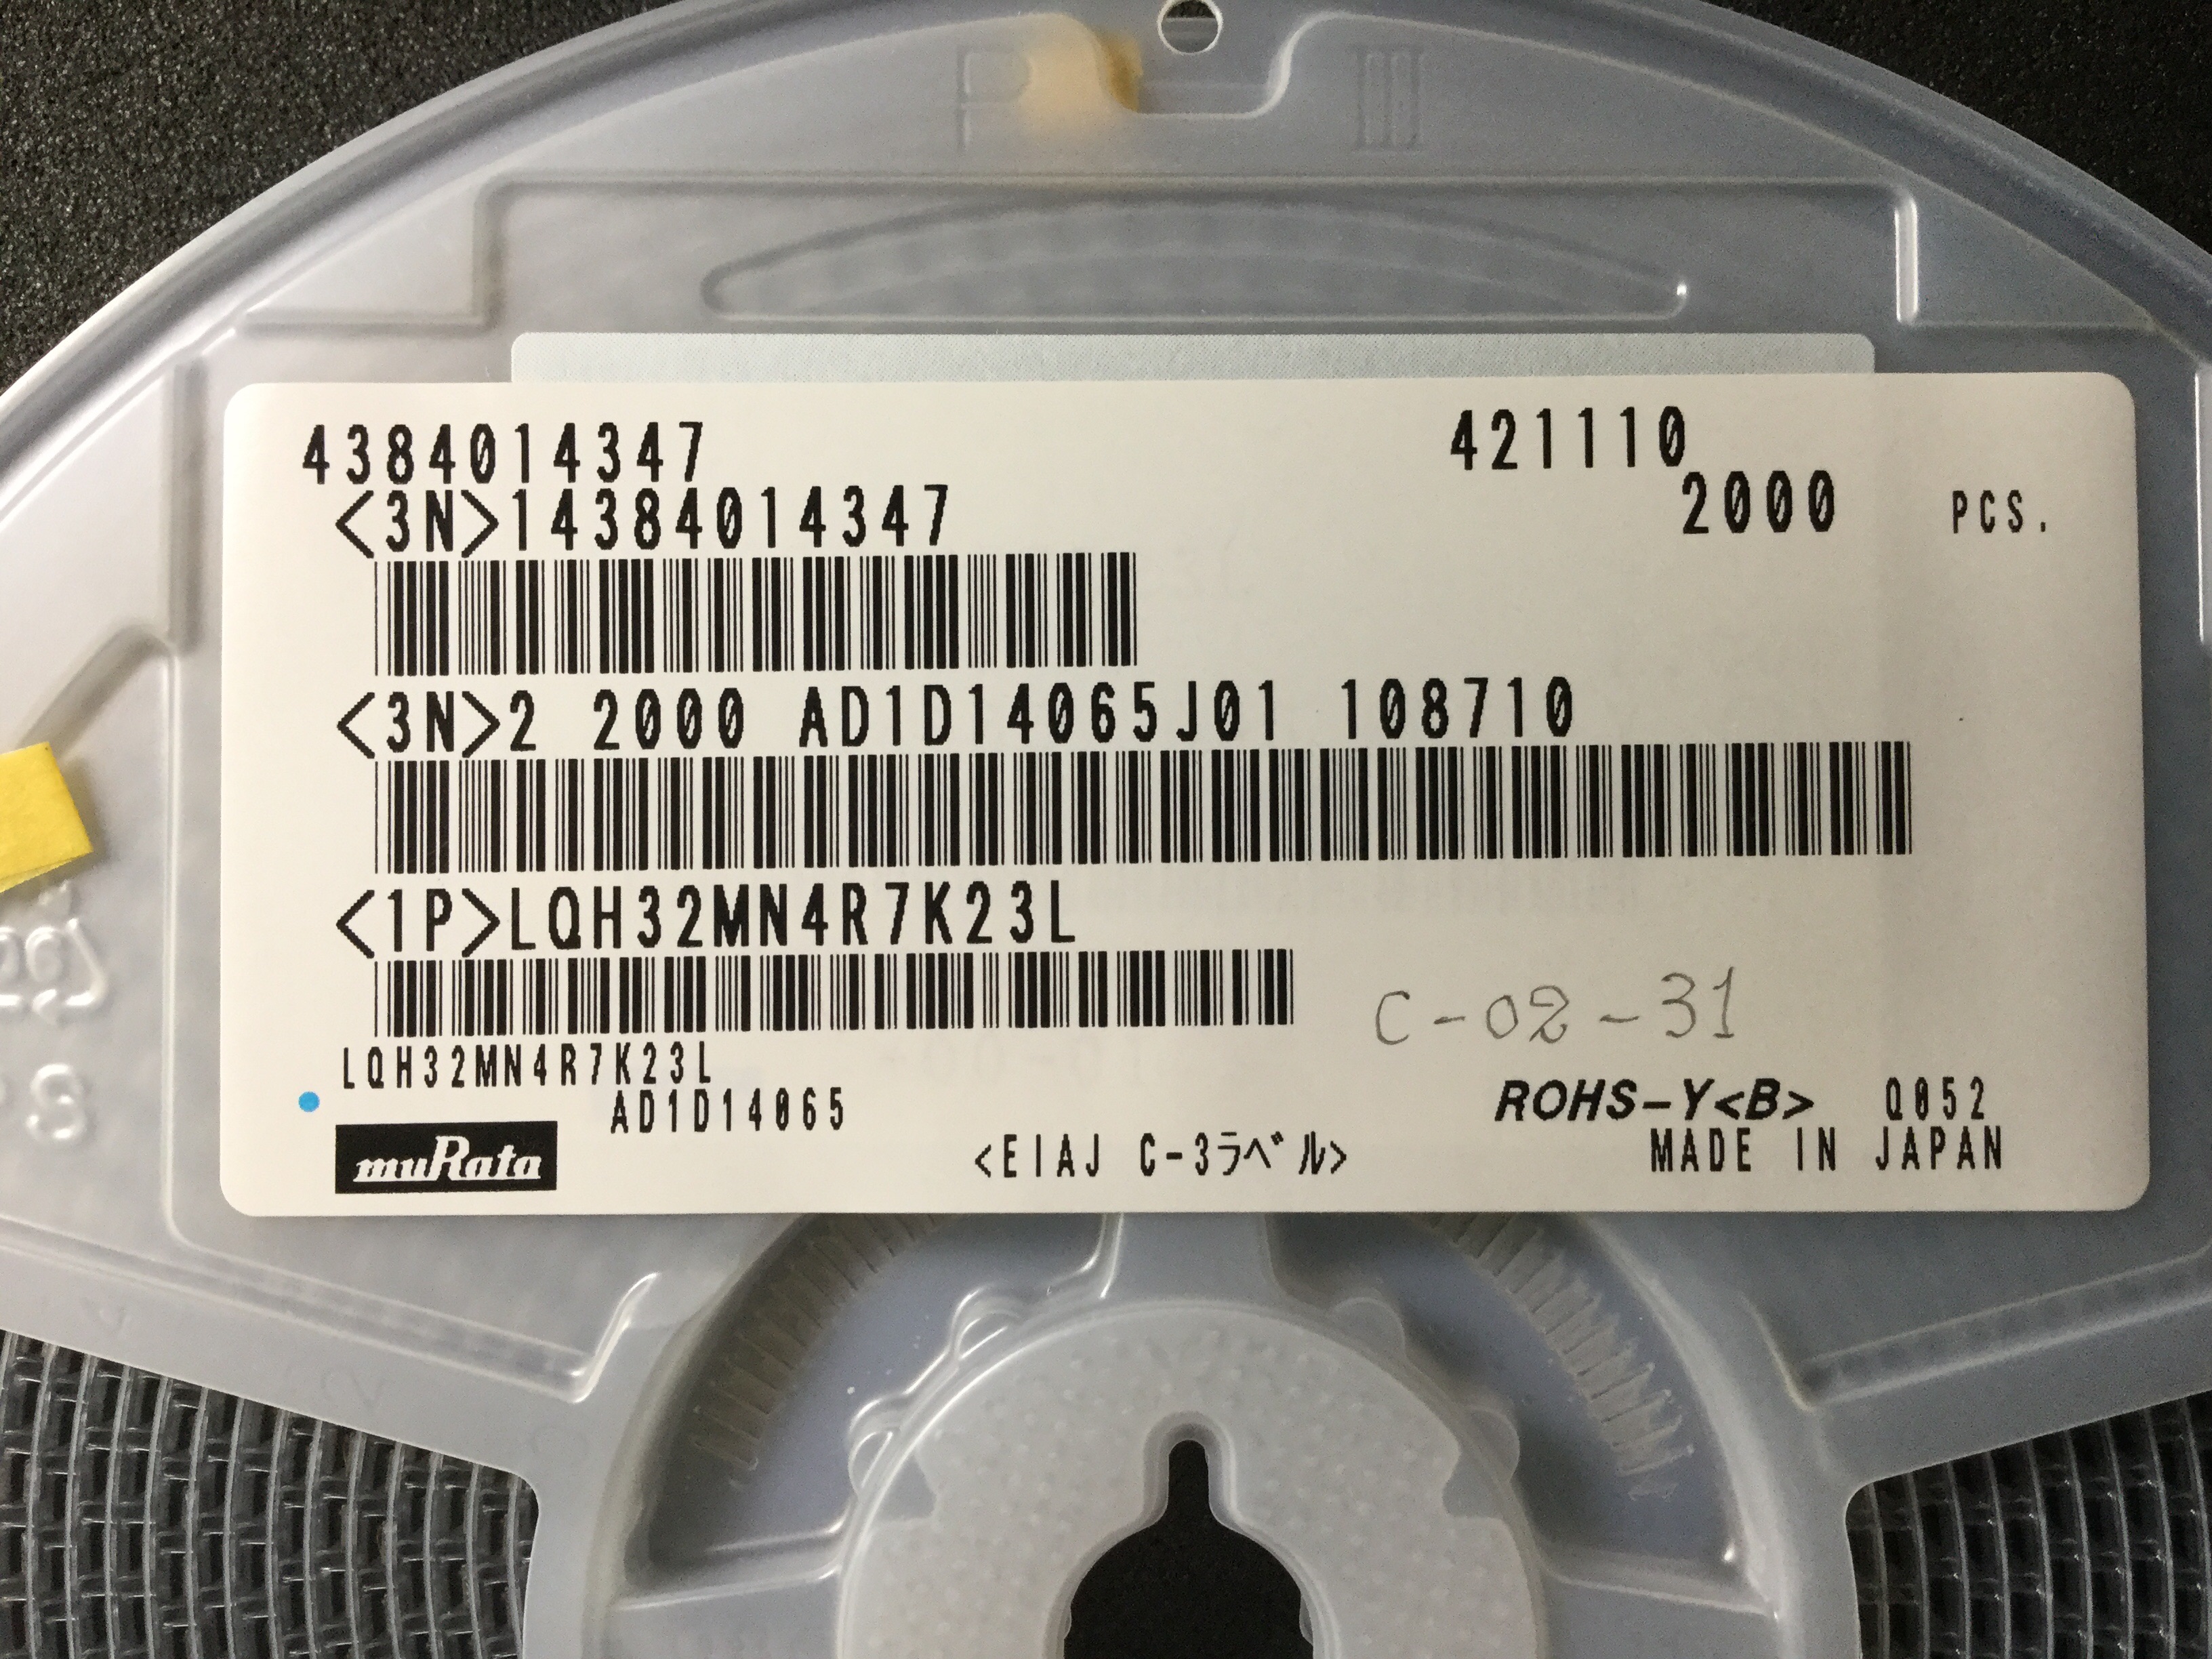 P III
4384014347 421110
<3N>14384014347 2000 PCS.
<3N>2 2000 AD1D14065J01 108710
<1P>LQH32MN4R7K23L
C-02-31
LQH32MN4R7K23L
AD1D14065 ROHS-Y<B> Q052
muRata <EIAJ C-3ラベル> MADE IN JAPAN